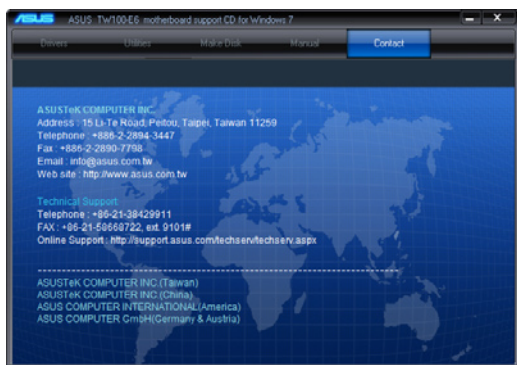 ASUS ASUS TW100-E6 motherboard support CD for Windows 7
Drivers Utilities Make Disk Manual Contact
ASUSTeK COMPUTER INC.
Address : 15 Li-Te Road, Peitou, Taipei, Taiwan 11259
Telephone : +886-2-2894-3447
Fax : +886-2-2890-7798
Email : info@asus.com.tw
Web site : http://www.asus.com.tw
Technical Support
Telephone : +86-21-38429911
FAX : +86-21-58668722, ext. 9101#
Online Support : http://support.asus.com/techserv/techserv.aspx
ASUSTeK COMPUTER INC.(Taiwan)
ASUSTeK COMPUTER INC.(China)
ASUS COMPUTER INTERNATIONAL(America)
ASUS COMPUTER GmbH(Germany & Austria)